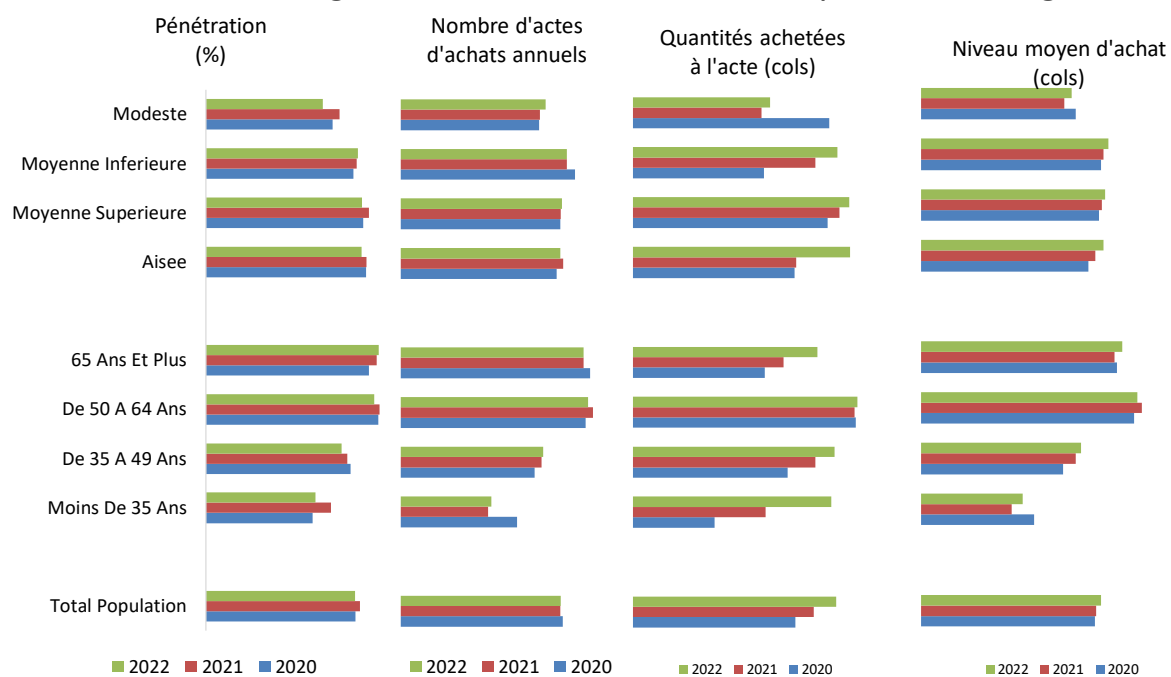 Pénétration
(%)
Nombre d'actes
d'achats annuels
Quantités achetées
à l'acte (cols)
Niveau moyen d'achat
(cols)
Modeste
Moyenne Inferieure
Moyenne Superieure
Aisee
65 Ans Et Plus
De 50 A 64 Ans
De 35 A 49 Ans
Moins De 35 Ans
Total Population
2022 2021 2020
2022 2021 2020
2022 2021 2020
2022 2021 2020